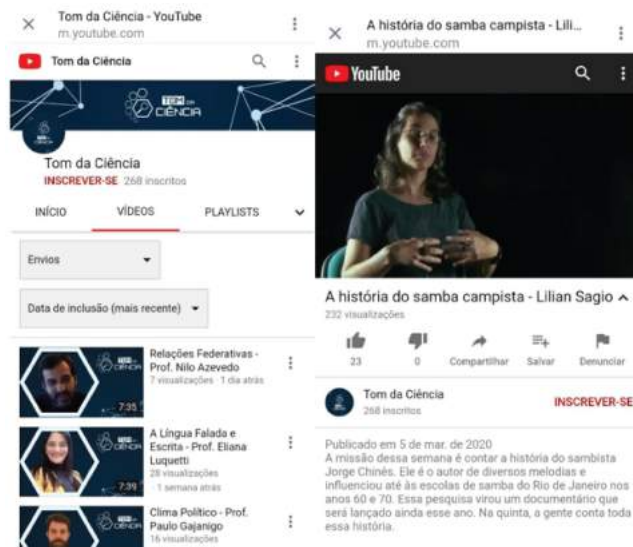 Tom da Ciência - YouTube
m.youtube.com
Tom da Ciência
TOM DA
CIÊNCIA
Tom da Ciência
INSCREVER-SE 268 inscritos
INÍCIO VÍDEOS PLAYLISTS
Envios
Data de inclusão (mais recente)
Relações Federativas -
Prof. Nilo Azevedo
7 visualizações · 1 dia atrás
7:35
A Língua Falada e
Escrita - Prof. Eliana
Luquetti
28 visualizações
· 1 semana atrás
7:39
Clima Político - Prof.
Paulo Gajanigo
16 visualizações
A história do samba campista - Lili...
m.youtube.com
YouTube
A história do samba campista - Lilian Sagio
232 visualizações
23 0 Compartilhar Salvar Denunciar
Tom da Ciência
268 inscritos
INSCREVER-SE
Publicado em 5 de mar. de 2020
A missão dessa semana é contar a história do sambista
Jorge Chinês. Ele é o autor de diversos melodias e
influenciou até às escolas de samba do Rio de Janeiro nos
anos 60 e 70. Essa pesquisa virou um documentário que
será lançado ainda esse ano. Na quinta, a gente conta toda
essa história.